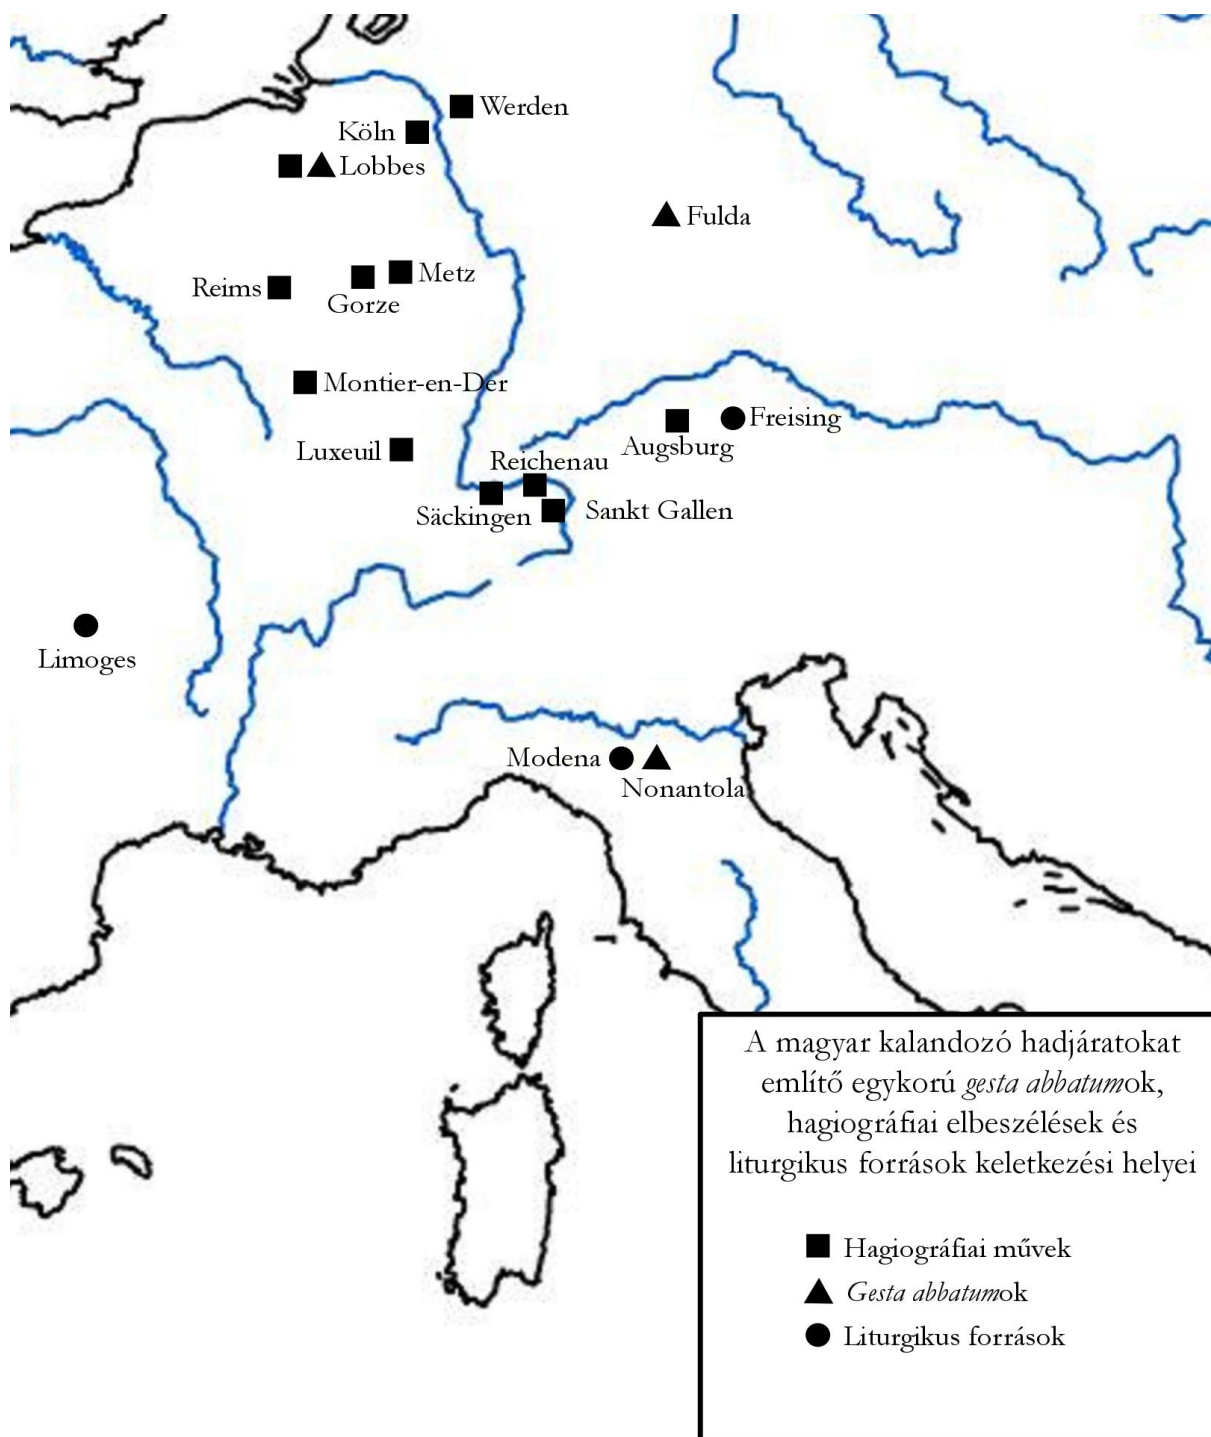 Werden
Köln
Lobbes
Fulda
Metz
Reims
Gorze
Montier-en-Der
Freising
Augsburg
Luxeuil
Reichenau
Säckingen
Sankt Gallen
Limoges
Modena
Nonantola
A magyar kalandozó hadjáratokat
említő egykorú gesta abbatumok,
hagiográfiai elbeszélések és
liturgikus források keletkezési helyei
Hagiográfiai művek
Gesta abbatumok
Liturgikus források